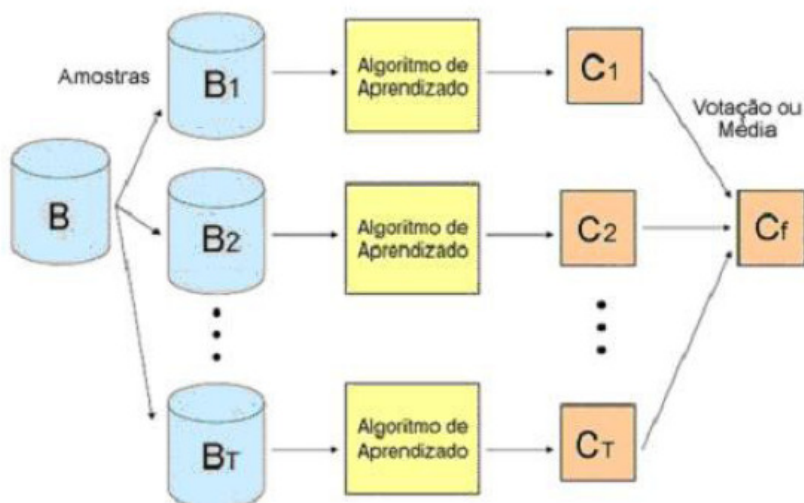 Amostras
B
B1
Algoritmo de
Aprendizado
C1
Votação ou
Média
B2
Algoritmo de
Aprendizado
C2
Cf
BT
Algoritmo de
Aprendizado
CT